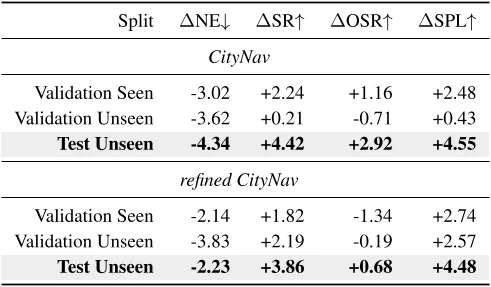 Split ΔNE↓ ΔSR↑ ΔOSR↑ ΔSPL↑
CityNav
Validation Seen -3.02 +2.24 +1.16 +2.48
Validation Unseen -3.62 +0.21 -0.71 +0.43
Test Unseen -4.34 +4.42 +2.92 +4.55
refined CityNav
Validation Seen -2.14 +1.82 -1.34 +2.74
Validation Unseen -3.83 +2.19 -0.19 +2.57
Test Unseen -2.23 +3.86 +0.68 +4.48